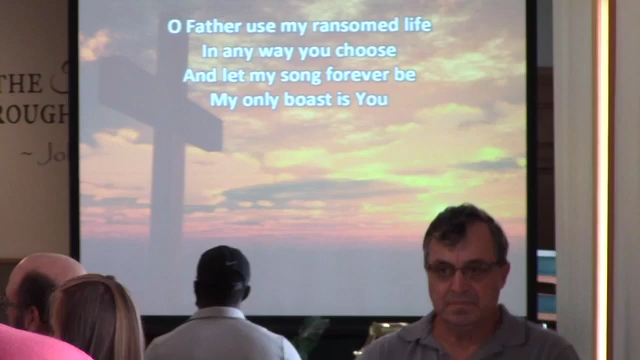 O Father use my ransomed life
In any way you choose
And let my song forever be
My only boast is You
THE
ROUGH
~ Jo